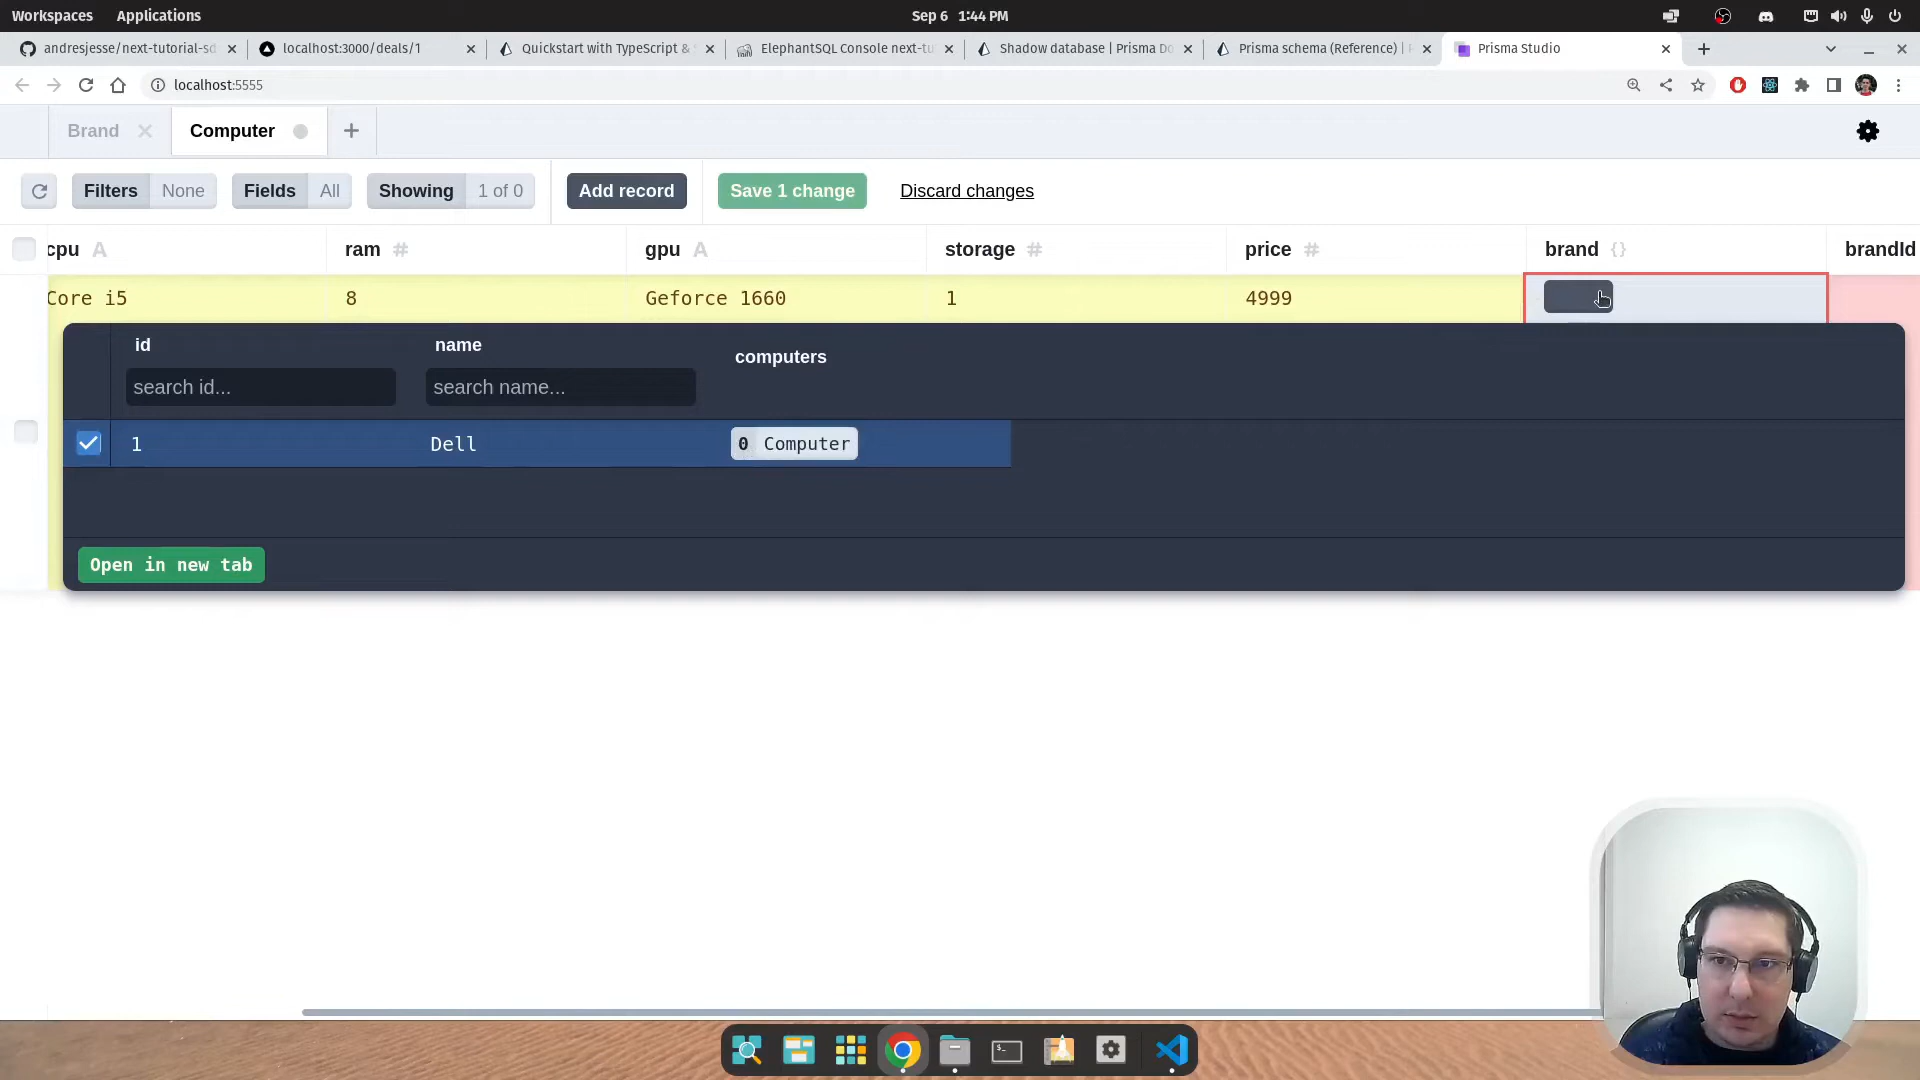 Workspaces Applications Sep 6 1:44 PM
andresjesse/next-tutorial-sd localhost:3000/deals/1 Quickstart with TypeScript & ElephantSQL Console next-tu Shadow database | Prisma Do Prisma schema (Reference) | Prisma Studio
localhost:5555
Brand Computer
Filters None Fields All Showing 1 of 0 Add record Save 1 change Discard changes
cpu A ram # gpu A storage # price # brand {} brandId
Core i5 8 Geforce 1660 1 4999
id name computers
search id... search name...
1 Dell 0 Computer
Open in new tab